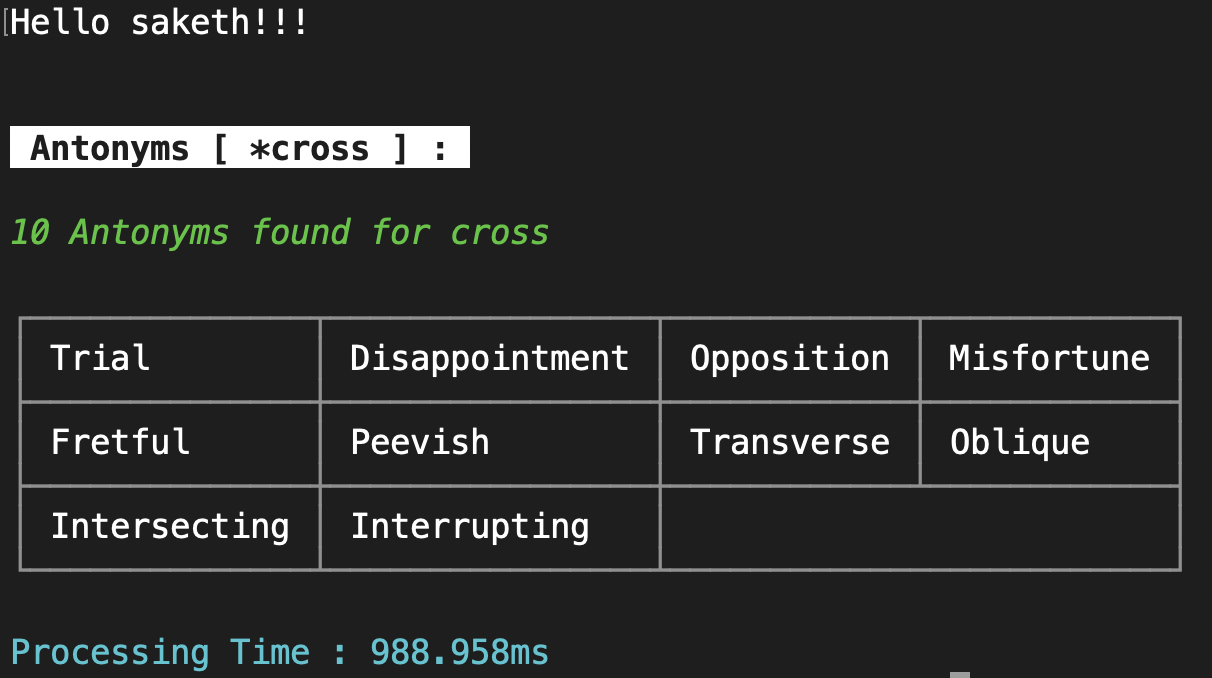 Hello saketh!!!
Antonyms [ *cross ] :
10 Antonyms found for cross
Trial Disappointment Opposition Misfortune
Fretful Peevish Transverse Oblique
Intersecting Interrupting
Processing Time : 988.958ms